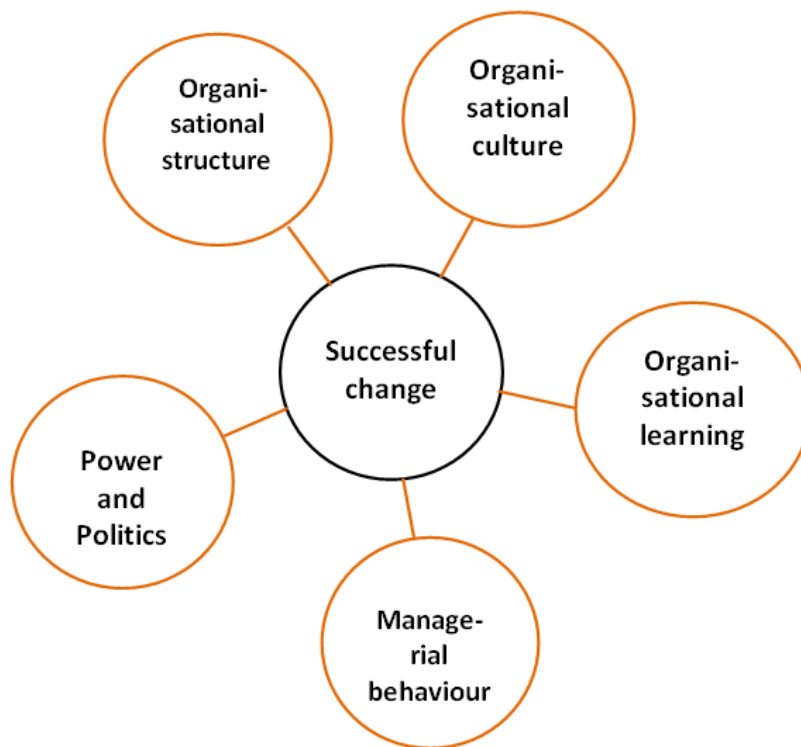 Organi-
sational
structure
Organi-
sational
culture
Successful
change
Organi-
sational
learning
Power
and
Politics
Manage-
rial
behaviour